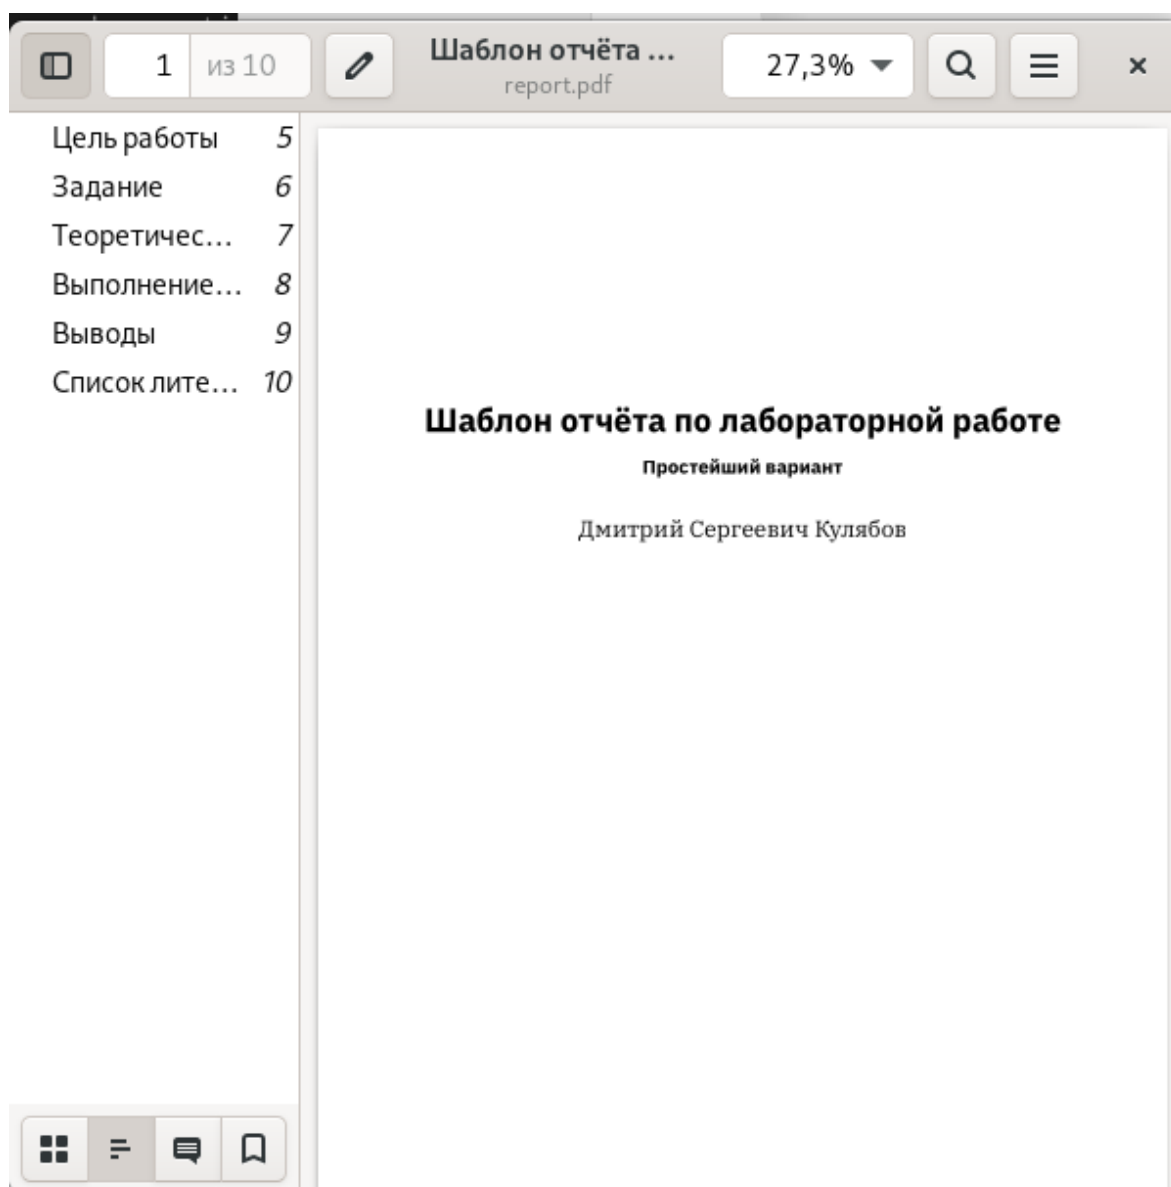 1 из 10
Шаблон отчёта ...
report.pdf
27,3%
Цель работы 5
Задание 6
Теоретичес... 7
Выполнение... 8
Выводы 9
Список лите... 10
Шаблон отчёта по лабораторной работе
Простейший вариант
Дмитрий Сергеевич Кулябов